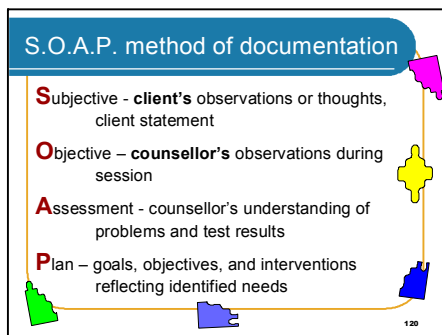 S.O.A.P. method of documentation
Subjective - client's observations or thoughts,
client statement
Objective – counsellor's observations during
session
Assessment - counsellor's understanding of
problems and test results
Plan – goals, objectives, and interventions
reflecting identified needs
120